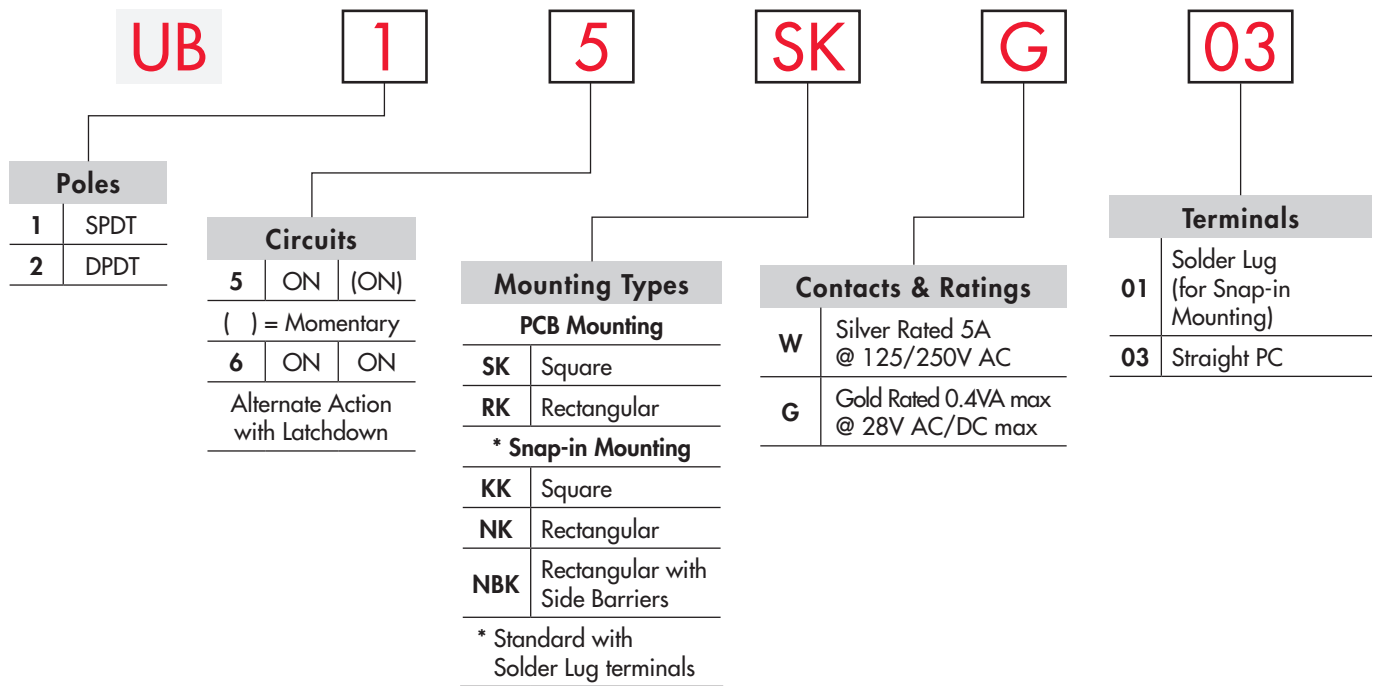 UB 1 5 SK G 03
Poles
1 SPDT
2 DPDT
Circuits
5 ON (ON)
( ) = Momentary
6 ON ON
Alternate Action
with Latchdown
Mounting Types
PCB Mounting
SK Square
RK Rectangular
* Snap-in Mounting
KK Square
NK Rectangular
NBK Rectangular with
Side Barriers
* Standard with
Solder Lug terminals
Contacts & Ratings
W Silver Rated 5A
@ 125/250V AC
G Gold Rated 0.4VA max
@ 28V AC/DC max
Terminals
01 Solder Lug
(for Snap-in
Mounting)
03 Straight PC